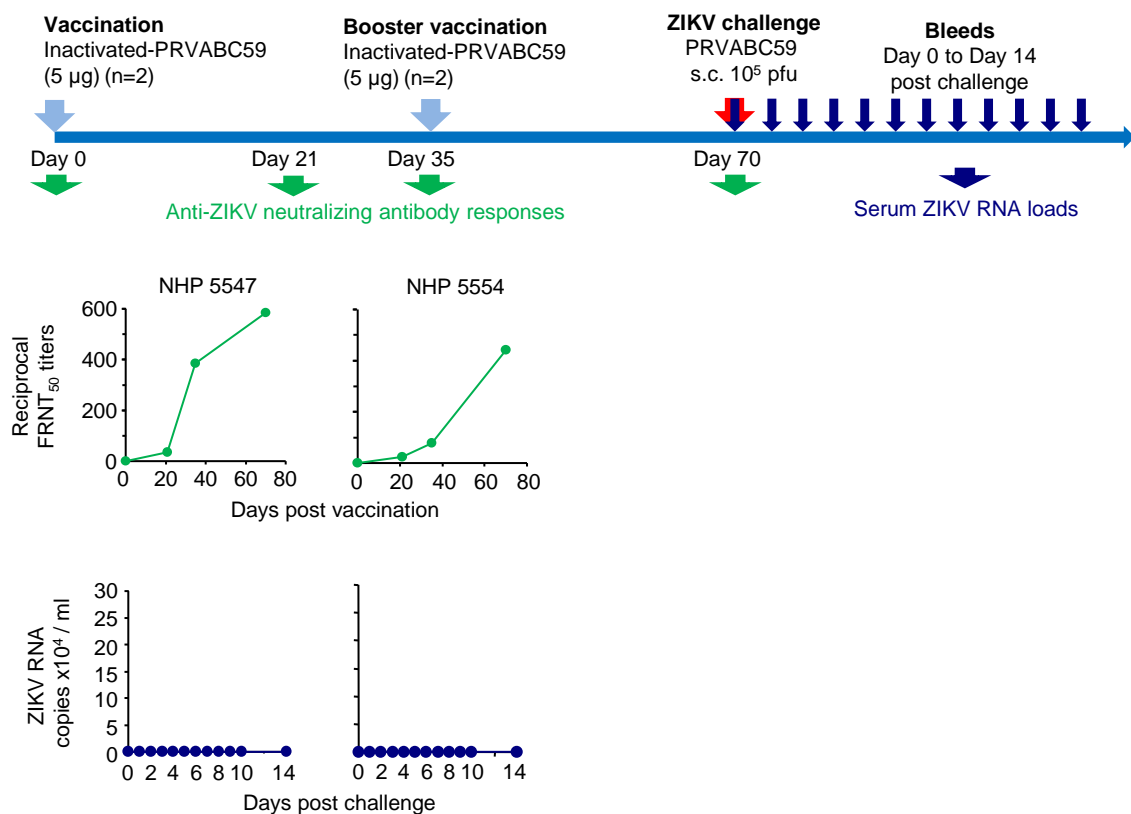 Vaccination
Inactivated-PRVABC59
(5 µg) (n=2)
Booster vaccination
Inactivated-PRVABC59
(5 µg) (n=2)
ZIKV challenge
PRVABC59
s.c. 10⁵ pfu
Bleeds
Day 0 to Day 14
post challenge
Day 0
Day 21
Day 35
Day 70
Anti-ZIKV neutralizing antibody responses
Serum ZIKV RNA loads
NHP 5547
NHP 5554
Reciprocal
FRNT₅₀ titers
600
400
200
0
0 20 40 60 80
0 20 40 60 80
Days post vaccination
ZIKV RNA
copies x10⁴ / ml
30
25
20
15
10
5
0
0 2 4 6 8 10 14
0 2 4 6 8 10 14
Days post challenge